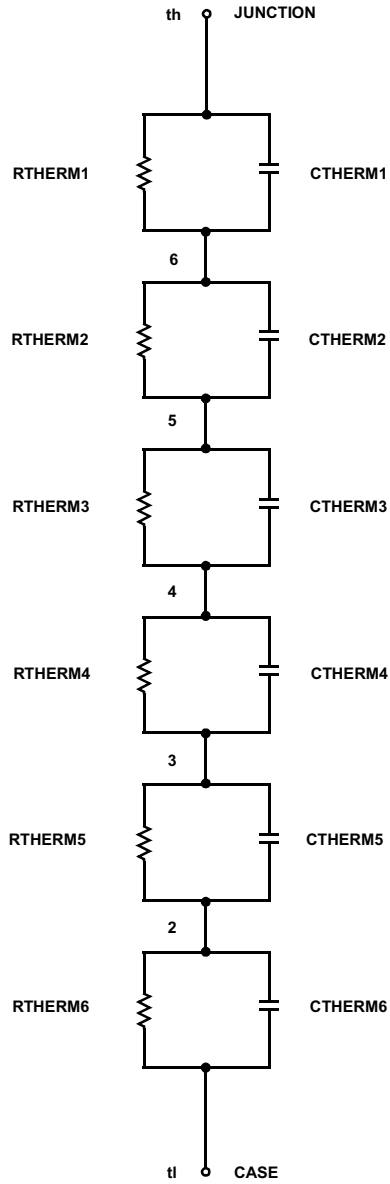 th JUNCTION
RTHERM1 CTHERM1
6
RTHERM2 CTHERM2
5
RTHERM3 CTHERM3
4
RTHERM4 CTHERM4
3
RTHERM5 CTHERM5
2
RTHERM6 CTHERM6
tl CASE